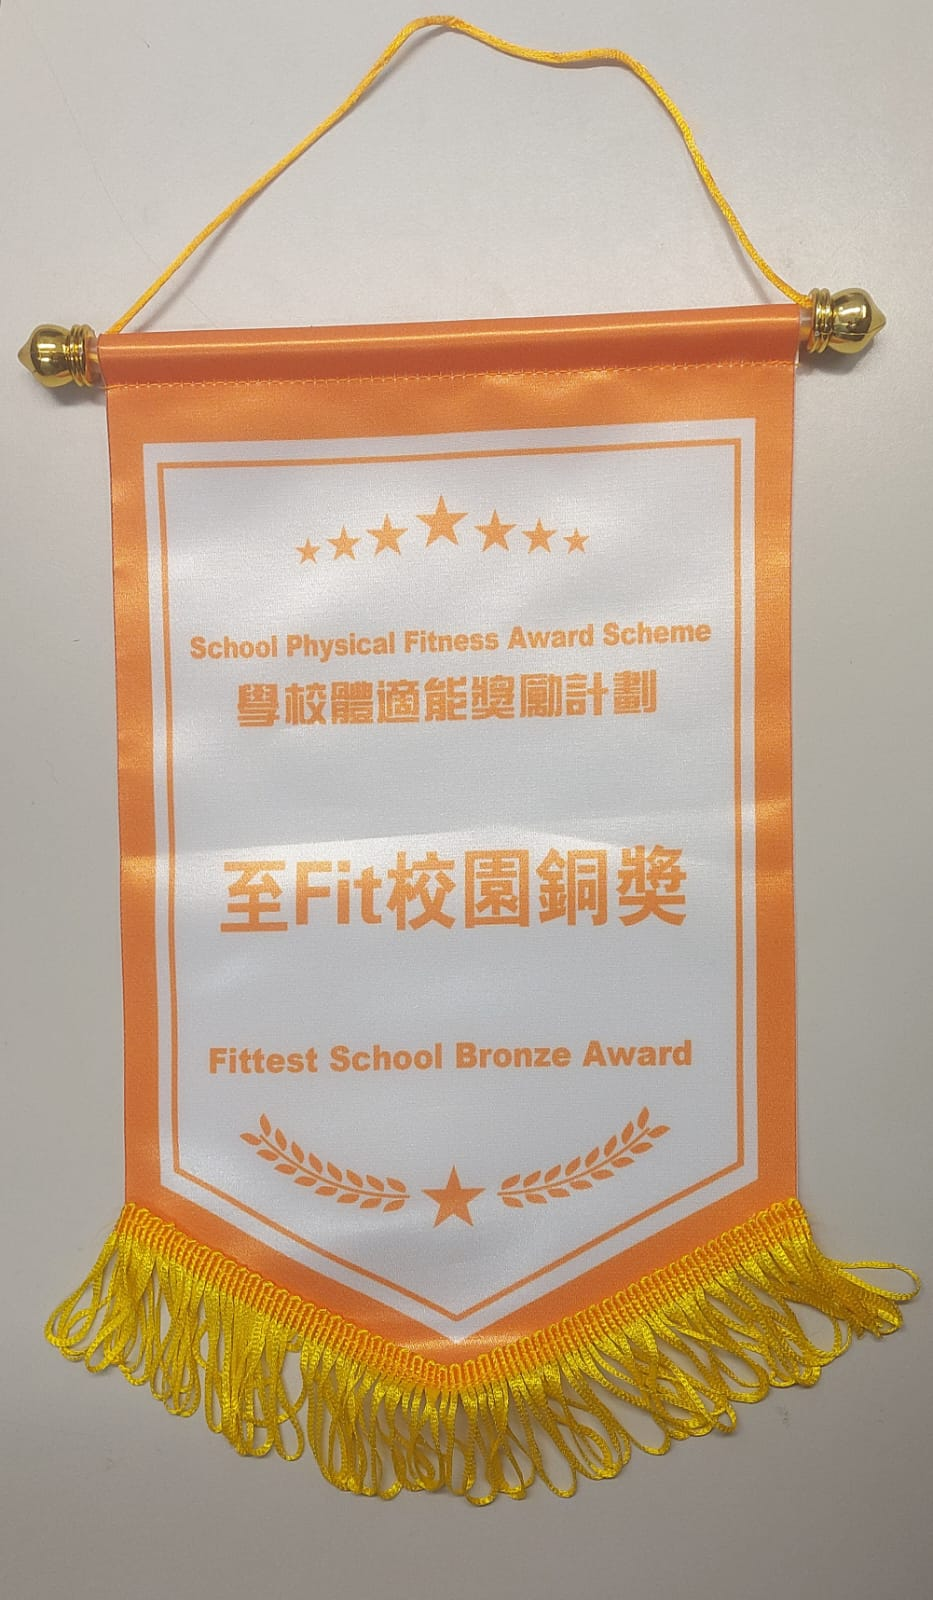 School Physical Fitness Award Scheme
學校體適能獎勵計劃
至Fit校園銅獎
Fittest School Bronze Award